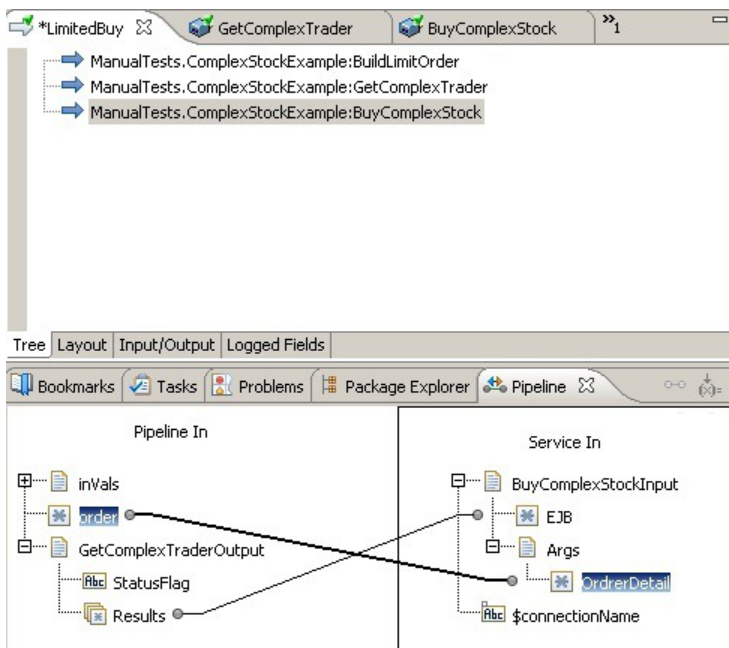 *LimitedBuy GetComplexTrader BuyComplexStock »1
ManualTests.ComplexStockExample:BuildLimitOrder
ManualTests.ComplexStockExample:GetComplexTrader
ManualTests.ComplexStockExample:BuyComplexStock
Tree Layout Input/Output Logged Fields
Bookmarks Tasks Problems Package Explorer Pipeline (x)=
Pipeline In
inVals
order
GetComplexTraderOutput
Abc StatusFlag
Results
Service In
BuyComplexStockInput
EJB
Args
OrdrerDetail
Abc $connectionName